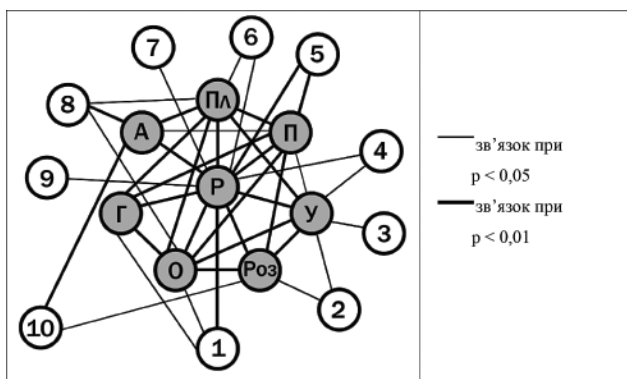 7
6
5
8
Пл
А
П
4
9
Р
Г
У
3
О
Роз
2
10
1
зв’язок при
p < 0,05
зв’язок при
p < 0,01